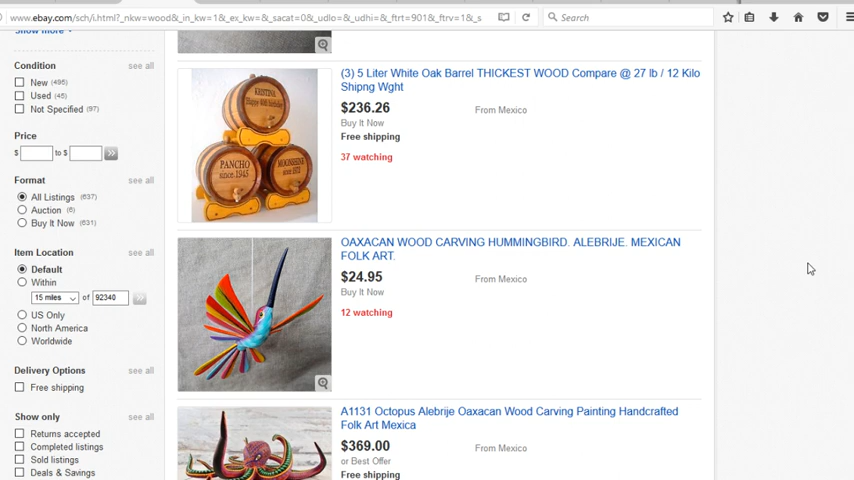 www.ebay.com/sch/i.html?_nkw=wood&_in_kw=1&_ex_kw=&_sacat=0&_udlo=&_udhi=&_ftrt=901&_ftrv=1&_s
Search
Show more
Condition see all
New (496)
Used (45)
Not Specified (97)
Price
$ to $
Format see all
All Listings (637)
Auction (6)
Buy It Now (631)
Item Location see all
Default
Within
15 miles of 92340
US Only
North America
Worldwide
Delivery Options see all
Free shipping
Show only see all
Returns accepted
Completed listings
Sold listings
Deals & Savings
KRISTINA
PANCHO
since.1945
MOONSHINE
(3) 5 Liter White Oak Barrel THICKEST WOOD Compare @ 27 lb / 12 Kilo
Shipng Wght
$236.26 From Mexico
Buy It Now
Free shipping
37 watching
OAXACAN WOOD CARVING HUMMINGBIRD. ALEBRIJE. MEXICAN
FOLK ART.
$24.95 From Mexico
Buy It Now
12 watching
A1131 Octopus Alebrije Oaxacan Wood Carving Painting Handcrafted
Folk Art Mexica
$369.00 From Mexico
or Best Offer
Free shipping